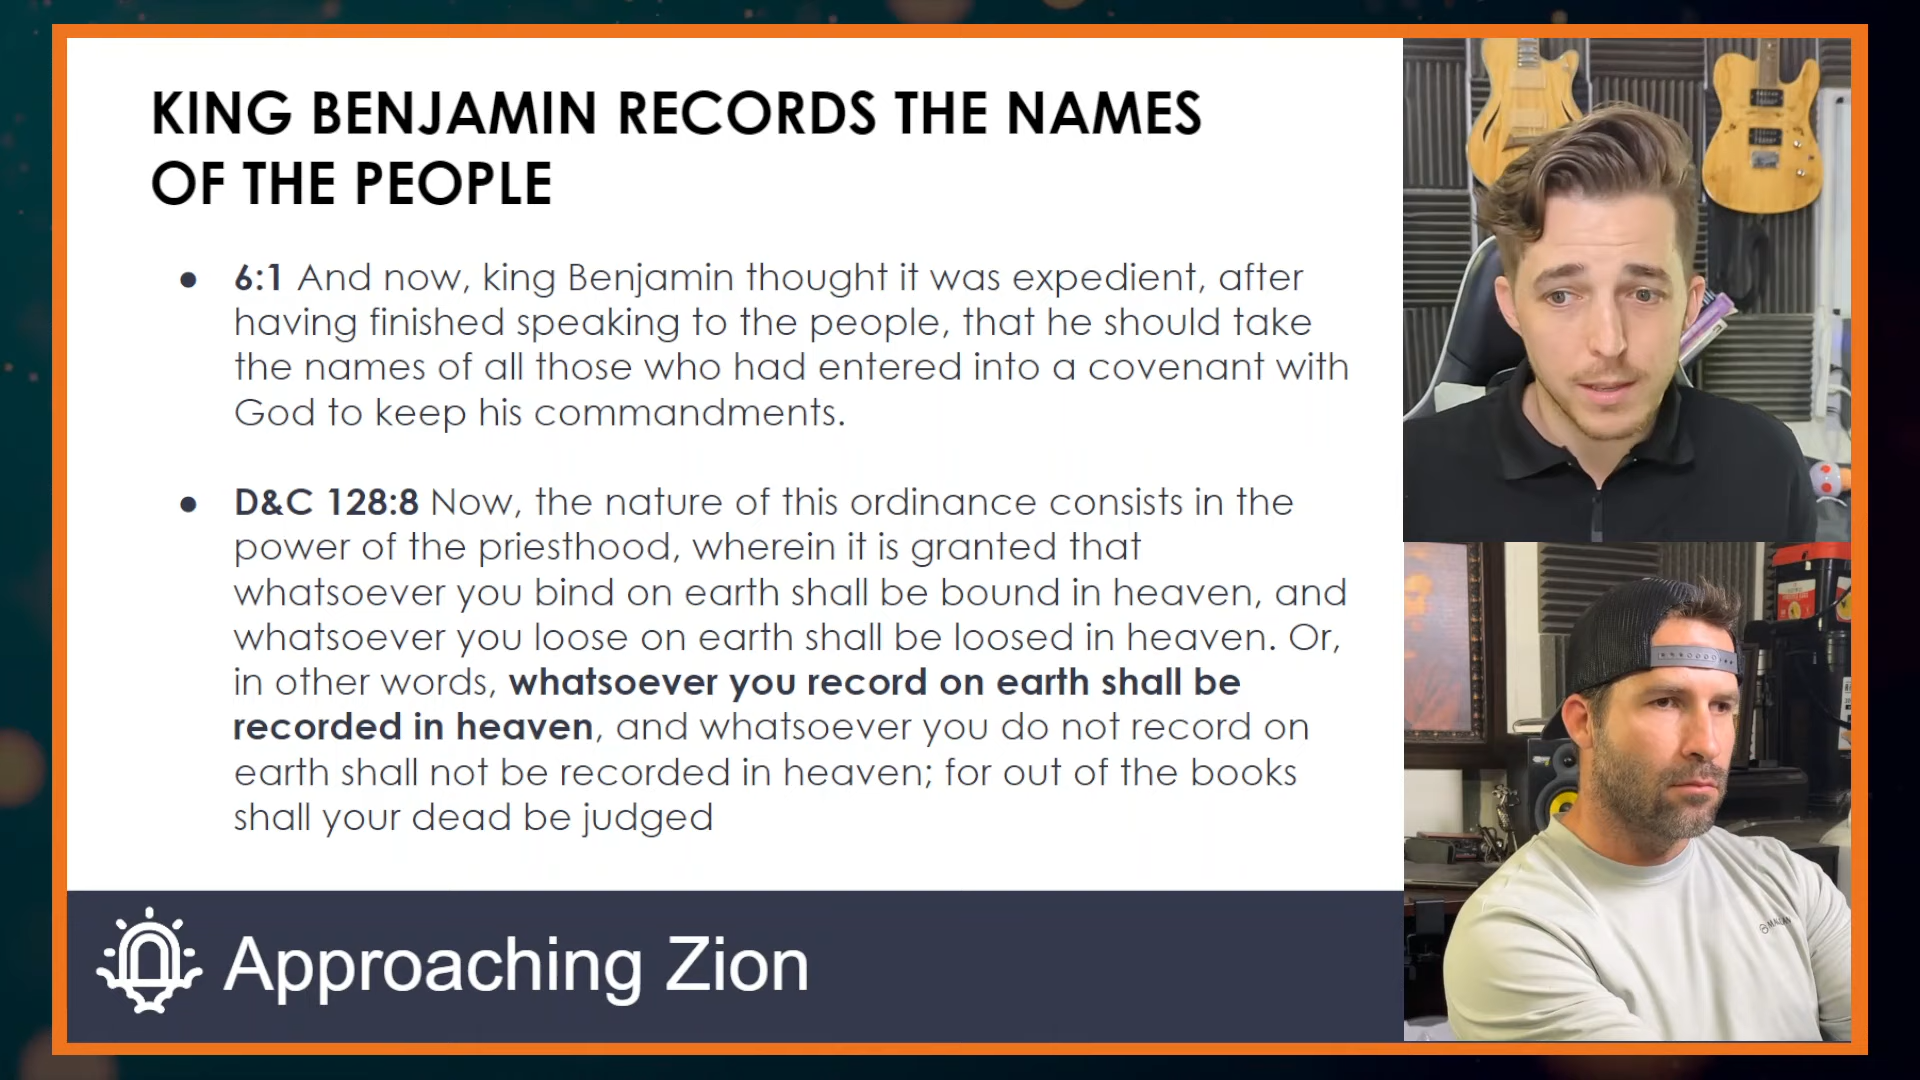 KING BENJAMIN RECORDS THE NAMES
OF THE PEOPLE
● 6:1 And now, king Benjamin thought it was expedient, after
having finished speaking to the people, that he should take
the names of all those who had entered into a covenant with
God to keep his commandments.
● D&C 128:8 Now, the nature of this ordinance consists in the
power of the priesthood, wherein it is granted that
whatsoever you bind on earth shall be bound in heaven, and
whatsoever you loose on earth shall be loosed in heaven. Or,
in other words, whatsoever you record on earth shall be
recorded in heaven, and whatsoever you do not record on
earth shall not be recorded in heaven; for out of the books
shall your dead be judged
Approaching Zion